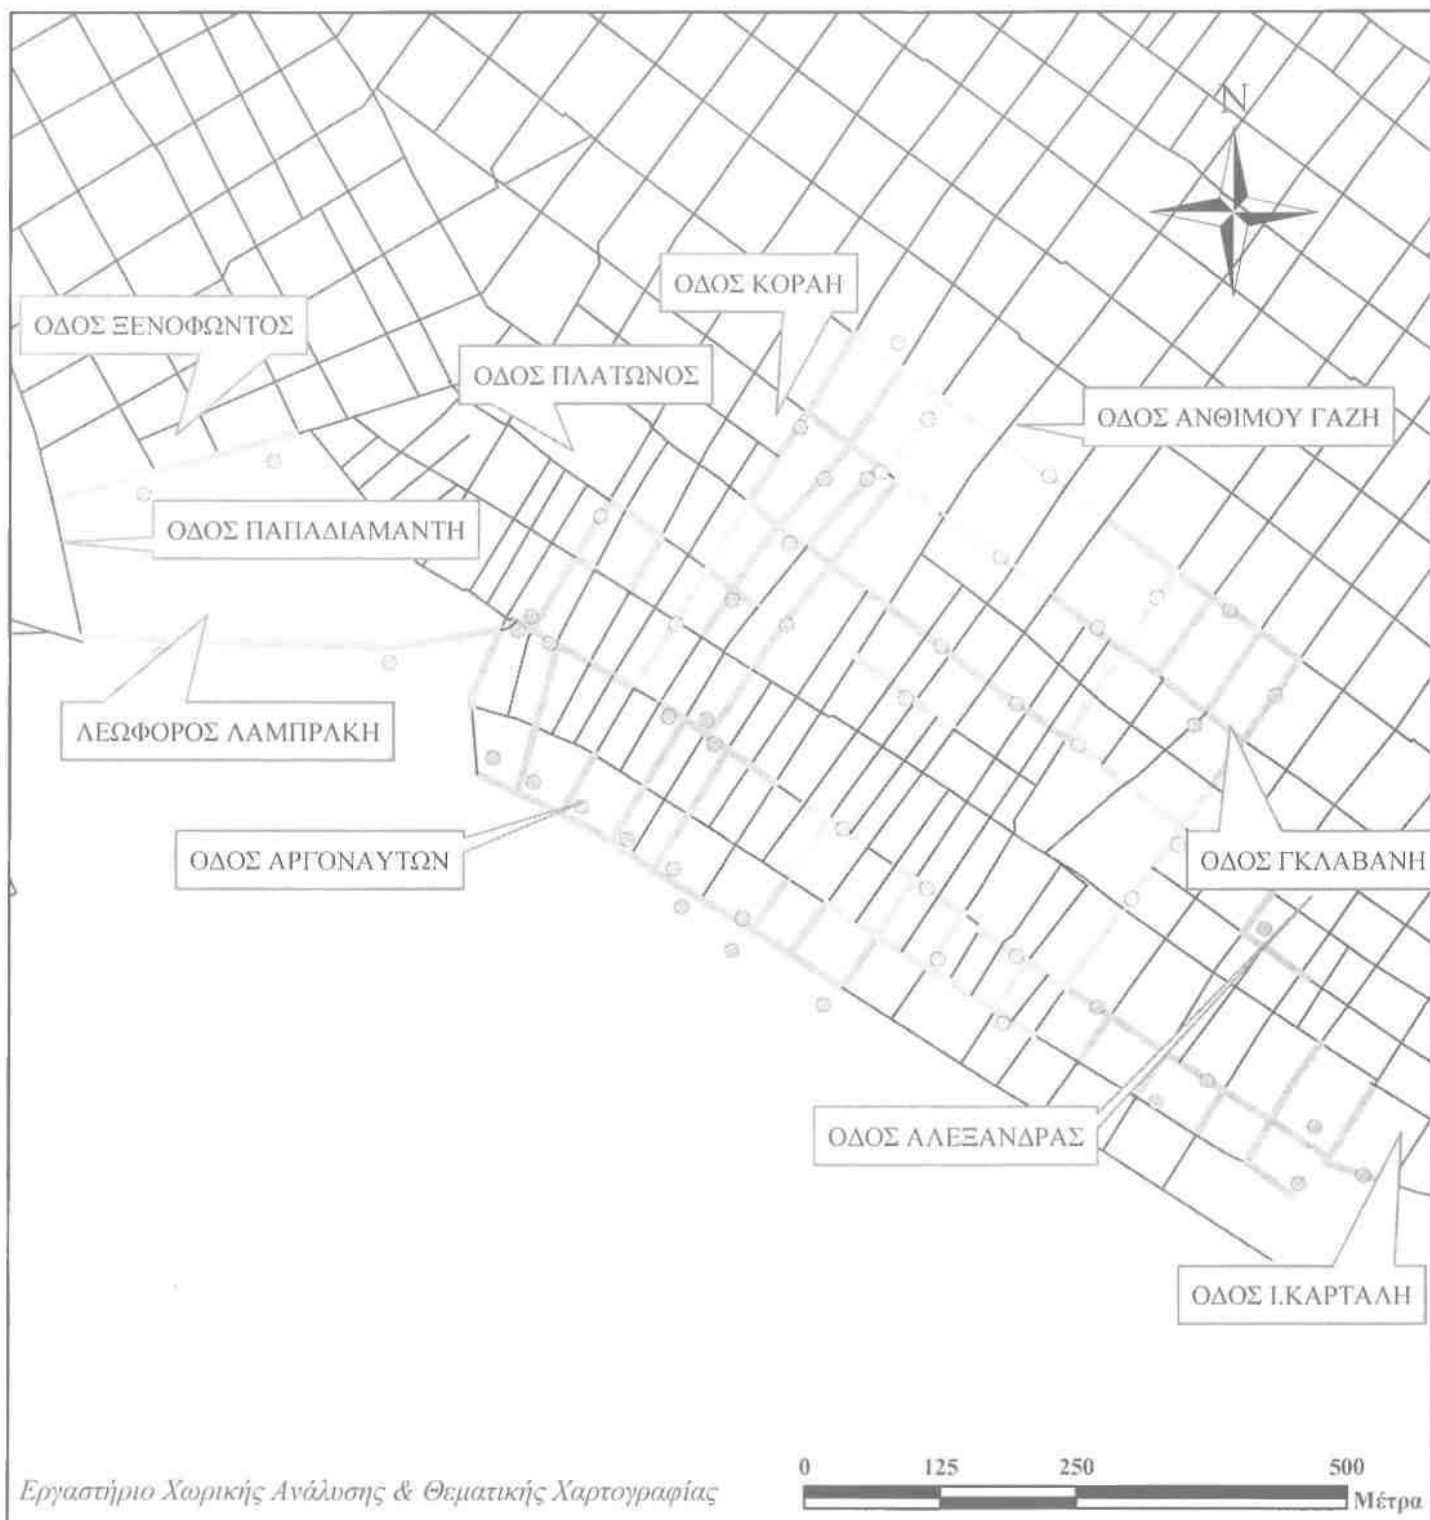 N
ΟΔΟΣ ΚΟΡΑΗ
ΟΔΟΣ ΞΕΝΟΦΩΝΤΟΣ
ΟΔΟΣ ΠΛΑΤΩΝΟΣ
ΟΔΟΣ ΑΝΘΙΜΟΥ ΓΑΖΗ
ΟΔΟΣ ΠΑΠΑΔΙΑΜΑΝΤΗ
ΛΕΩΦΟΡΟΣ ΛΑΜΠΡΑΚΗ
ΟΔΟΣ ΑΡΓΟΝΑΥΤΩΝ
ΟΔΟΣ ΓΚΛΑΒΑΝΗ
ΟΔΟΣ ΑΛΕΞΑΝΔΡΑΣ
ΟΔΟΣ Ι.ΚΑΡΤΑΛΗ
0 125 250 500
Μέτρα
Εργαστήριο Χωρικής Ανάλυσης & Θεματικής Χαρτογραφίας